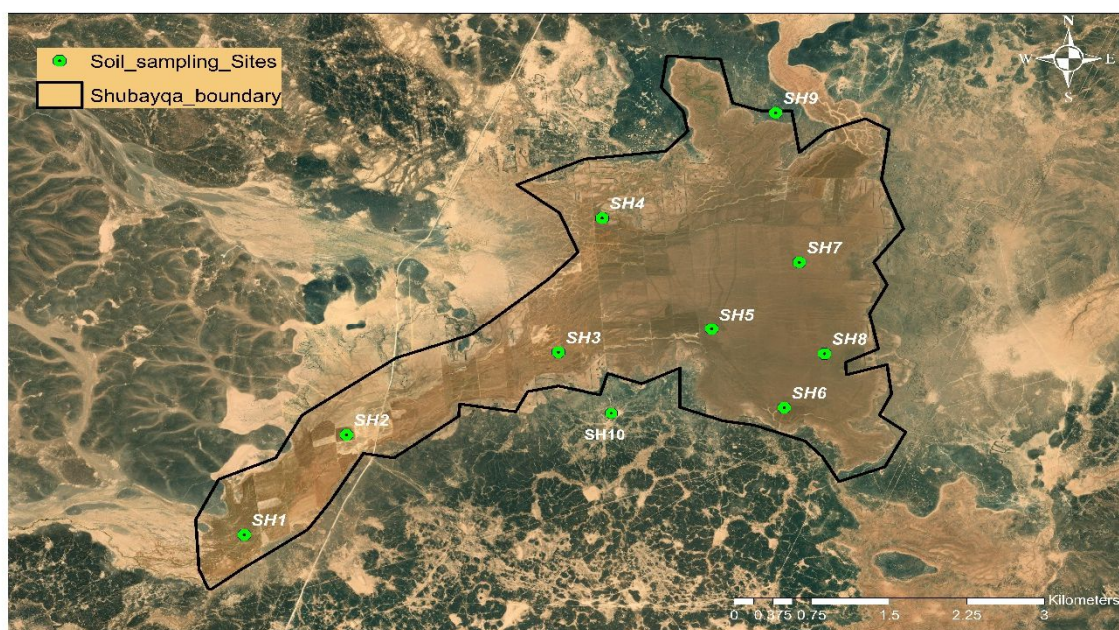 N
Soil_sampling_Sites
W E
Shubayqa_boundary
S
SH9
SH4
SH7
SH5
SH3
SH8
SH6
SH10
SH2
SH1
Kilometers
0 0.375 0.75 1.5 2.25 3